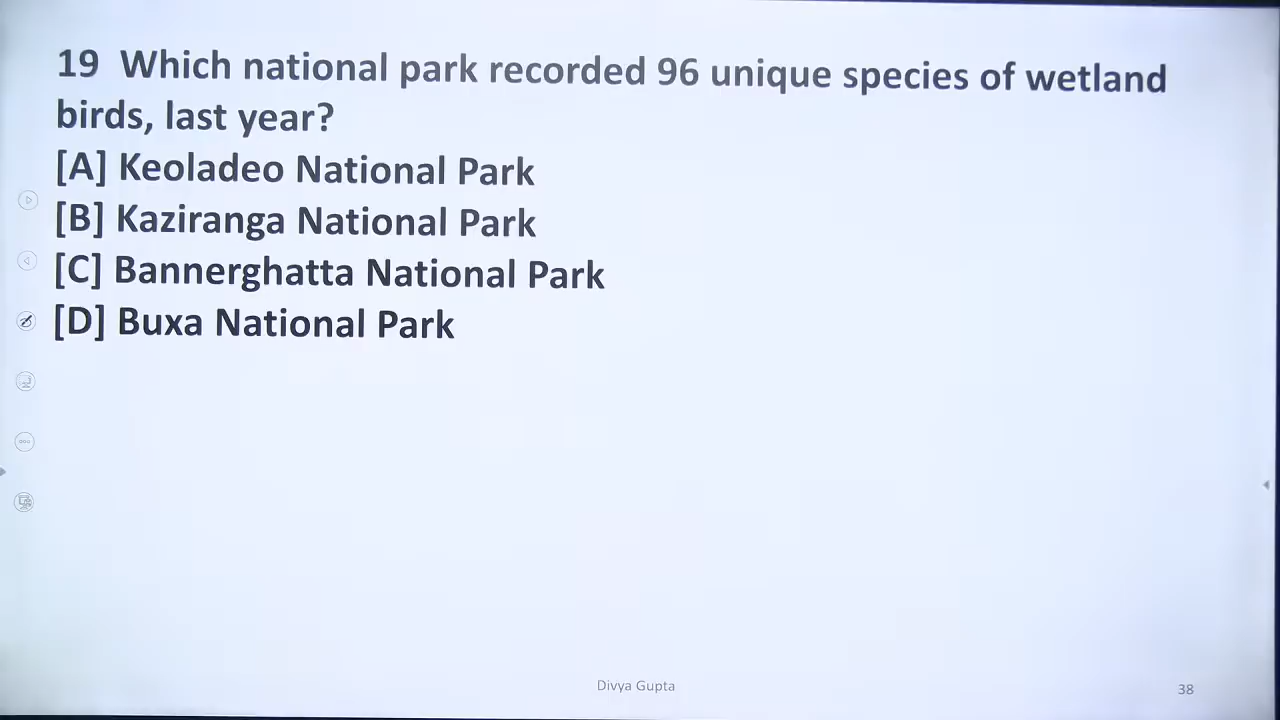 19 Which national park recorded 96 unique species of wetland
birds, last year?
[A] Keoladeo National Park
[B] Kaziranga National Park
[C] Bannerghatta National Park
[D] Buxa National Park
Divya Gupta
38